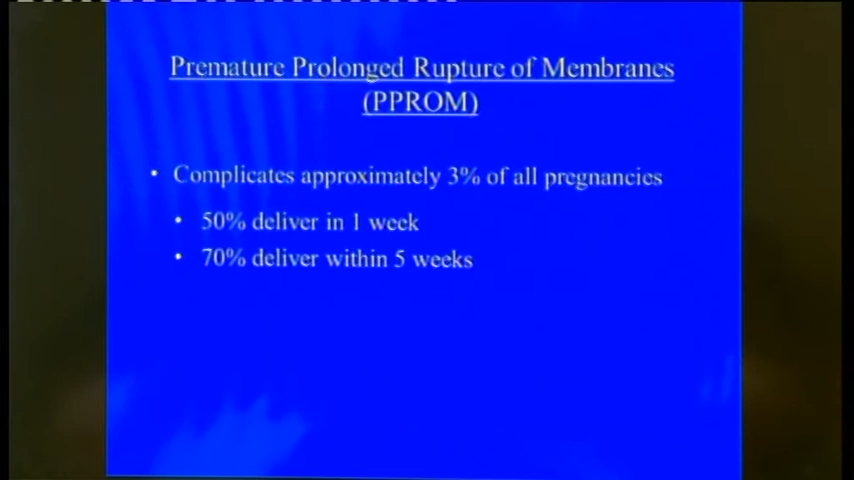 Premature Prolonged Rupture of Membranes
(PPROM)
• Complicates approximately 3% of all pregnancies
• 50% deliver in 1 week
• 70% deliver within 5 weeks